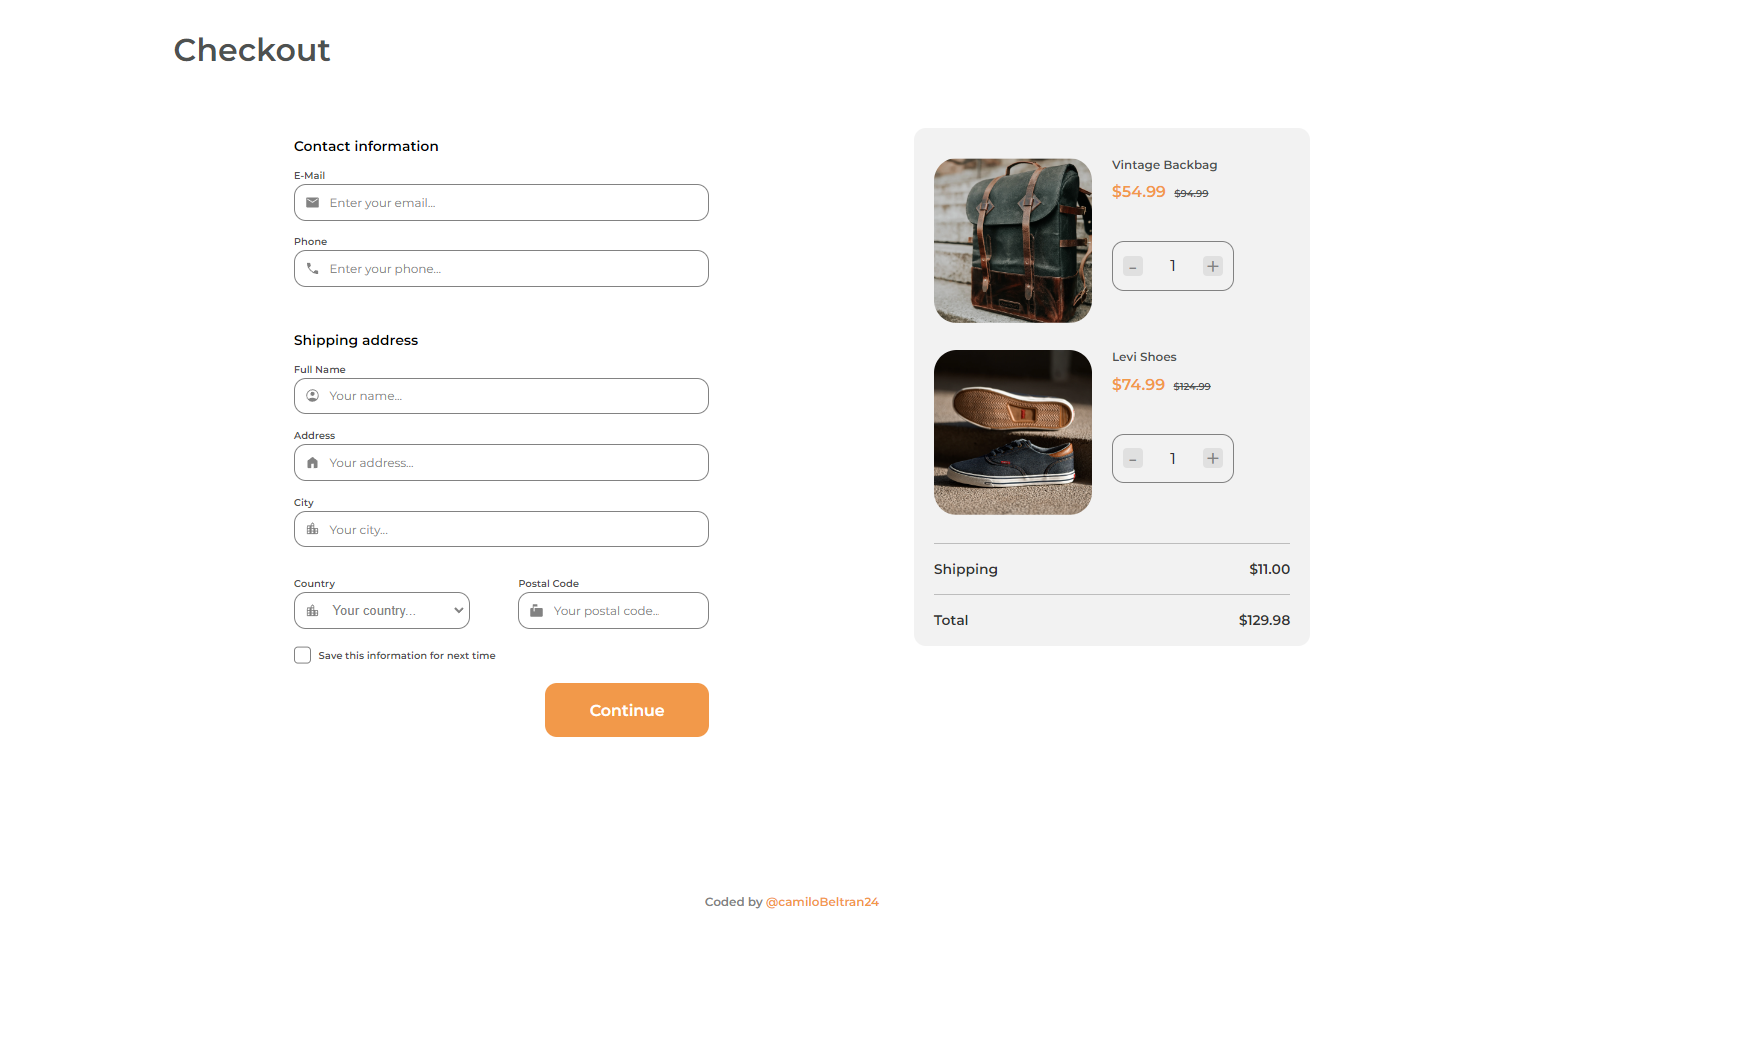 Checkout
Contact information
E-Mail
Enter your email...
Phone
Enter your phone...
Shipping address
Full Name
Your name...
Address
Your address...
City
Your city...
Country
Postal Code
Your country...
Your postal code..
Save this information for next time
Continue
Vintage Backbag
$54.99 $94.99
- 1 +
Levi Shoes
$74.99 $124.99
- 1 +
Shipping $11.00
Total $129.98
Coded by @camiloBeltran24